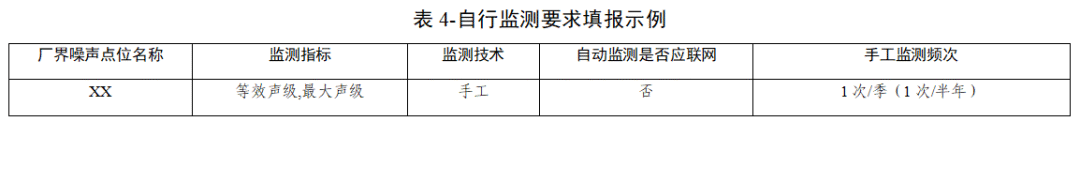 表 4-自行监测要求填报示例
厂界噪声点位名称 监测指标 监测技术 自动监测是否应联网 手工监测频次
XX 等效声级,最大声级 手工 否 1 次/季（1 次/半年）